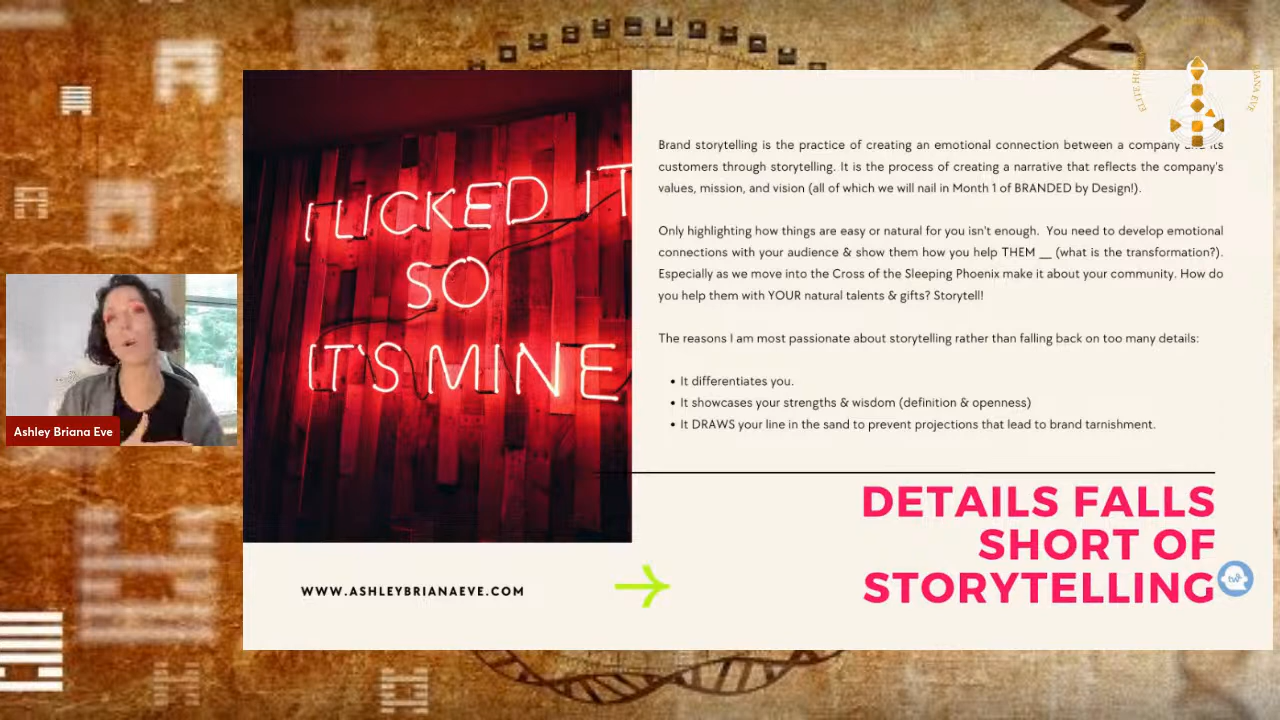 ELITE HU
IANA EVE
Brand storytelling is the practice of creating an emotional connection between a company and its
customers through storytelling. It is the process of creating a narrative that reflects the company's
values, mission, and vision (all of which we will nail in Month 1 of BRANDED by Design!).
Only highlighting how things are easy or natural for you isn't enough. You need to develop emotional
connections with your audience & show them how you help THEM __ (what is the transformation?).
Especially as we move into the Cross of the Sleeping Phoenix make it about your community. How do
you help them with YOUR natural talents & gifts? Storytell!
The reasons I am most passionate about storytelling rather than falling back on too many details:
• It differentiates you.
• It showcases your strengths & wisdom (definition & openness)
• It DRAWS your line in the sand to prevent projections that lead to brand tarnishment.
I LICKED IT
SO
IT'S MINE
Ashley Briana Eve
DETAILS FALLS
SHORT OF
STORYTELLING
WWW.ASHLEYBRIANAEVE.COM